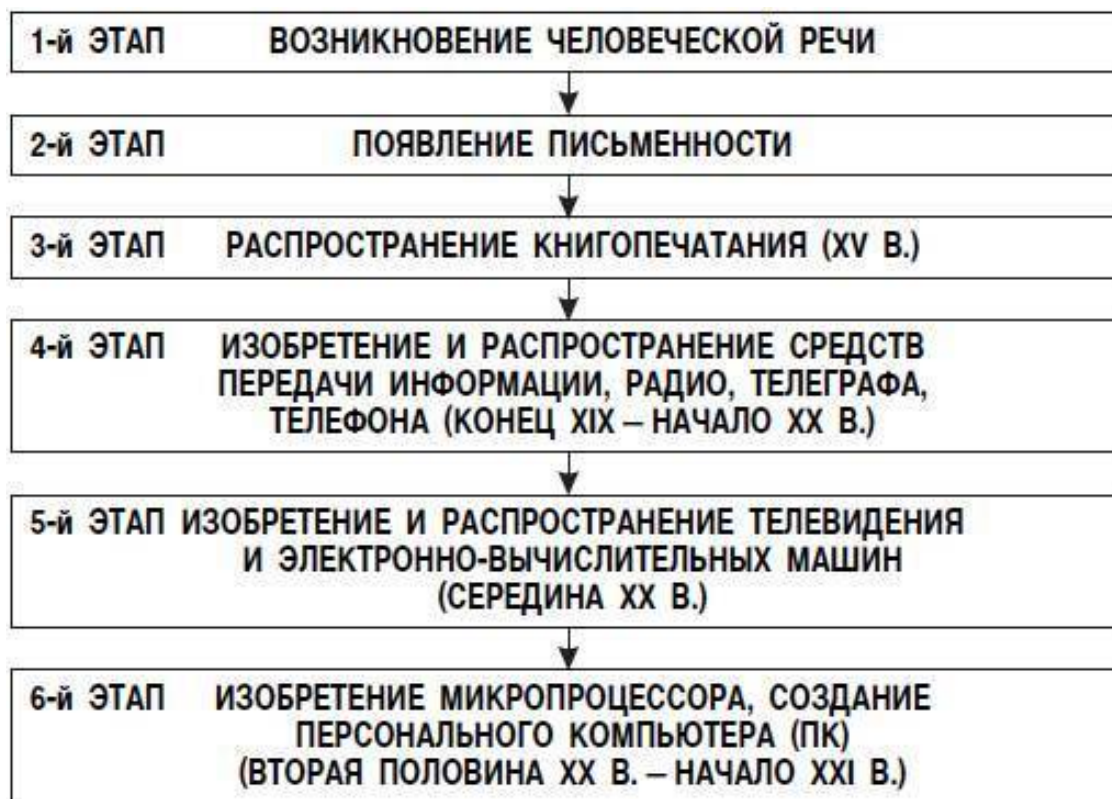 1-й ЭТАП ВОЗНИКНОВЕНИЕ ЧЕЛОВЕЧЕСКОЙ РЕЧИ
2-й ЭТАП ПОЯВЛЕНИЕ ПИСЬМЕННОСТИ
3-й ЭТАП РАСПРОСТРАНЕНИЕ КНИГОПЕЧАТАНИЯ (XV В.)
4-й ЭТАП ИЗОБРЕТЕНИЕ И РАСПРОСТРАНЕНИЕ СРЕДСТВ
ПЕРЕДАЧИ ИНФОРМАЦИИ, РАДИО, ТЕЛЕГРАФА,
ТЕЛЕФОНА (КОНЕЦ XIX – НАЧАЛО XX В.)
5-й ЭТАП ИЗОБРЕТЕНИЕ И РАСПРОСТРАНЕНИЕ ТЕЛЕВИДЕНИЯ
И ЭЛЕКТРОННО-ВЫЧИСЛИТЕЛЬНЫХ МАШИН
(СЕРЕДИНА XX В.)
6-й ЭТАП ИЗОБРЕТЕНИЕ МИКРОПРОЦЕССОРА, СОЗДАНИЕ
ПЕРСОНАЛЬНОГО КОМПЬЮТЕРА (ПК)
(ВТОРАЯ ПОЛОВИНА XX В. – НАЧАЛО XXI В.)